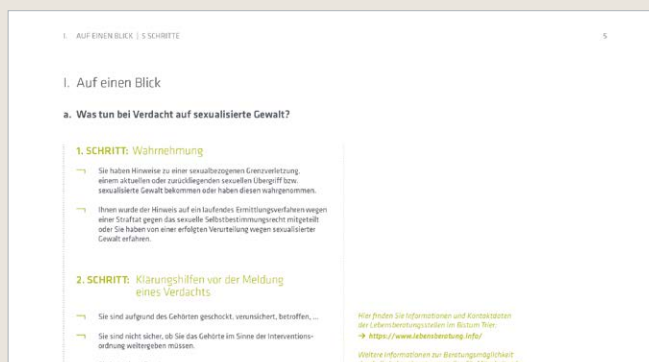 I. AUF EINEN BLICK | 5 SCHRITTE 5
I. Auf einen Blick
a. Was tun bei Verdacht auf sexualisierte Gewalt?
1. SCHRITT: Wahrnehmung
Sie haben Hinweise zu einer sexualbezogenen Grenzverletzung,
einem aktuellen oder zurückliegenden sexuellen Übergriff bzw.
sexualisierte Gewalt bekommen oder haben diesen wahrgenommen.
Ihnen wurde der Hinweis auf ein laufendes Ermittlungsverfahren wegen
einer Straftat gegen das sexuelle Selbstbestimmungsrecht mitgeteilt
oder Sie haben von einer erfolgten Verurteilung wegen sexualisierter
Gewalt erfahren.
2. SCHRITT: Klärungshilfen vor der Meldung
eines Verdachts
Sie sind aufgrund des Gehörten geschockt, verunsichert, betroffen, ...
Sie sind nicht sicher, ob Sie das Gehörte im Sinne der Interventions-
ordnung weitergeben müssen.
Hier finden Sie Informationen und Kontaktdaten
der Lebensberatungsstellen im Bistum Trier:
→ https://www.lebensberatung.info/
Weitere Informationen zur Beratungsmöglichkeit